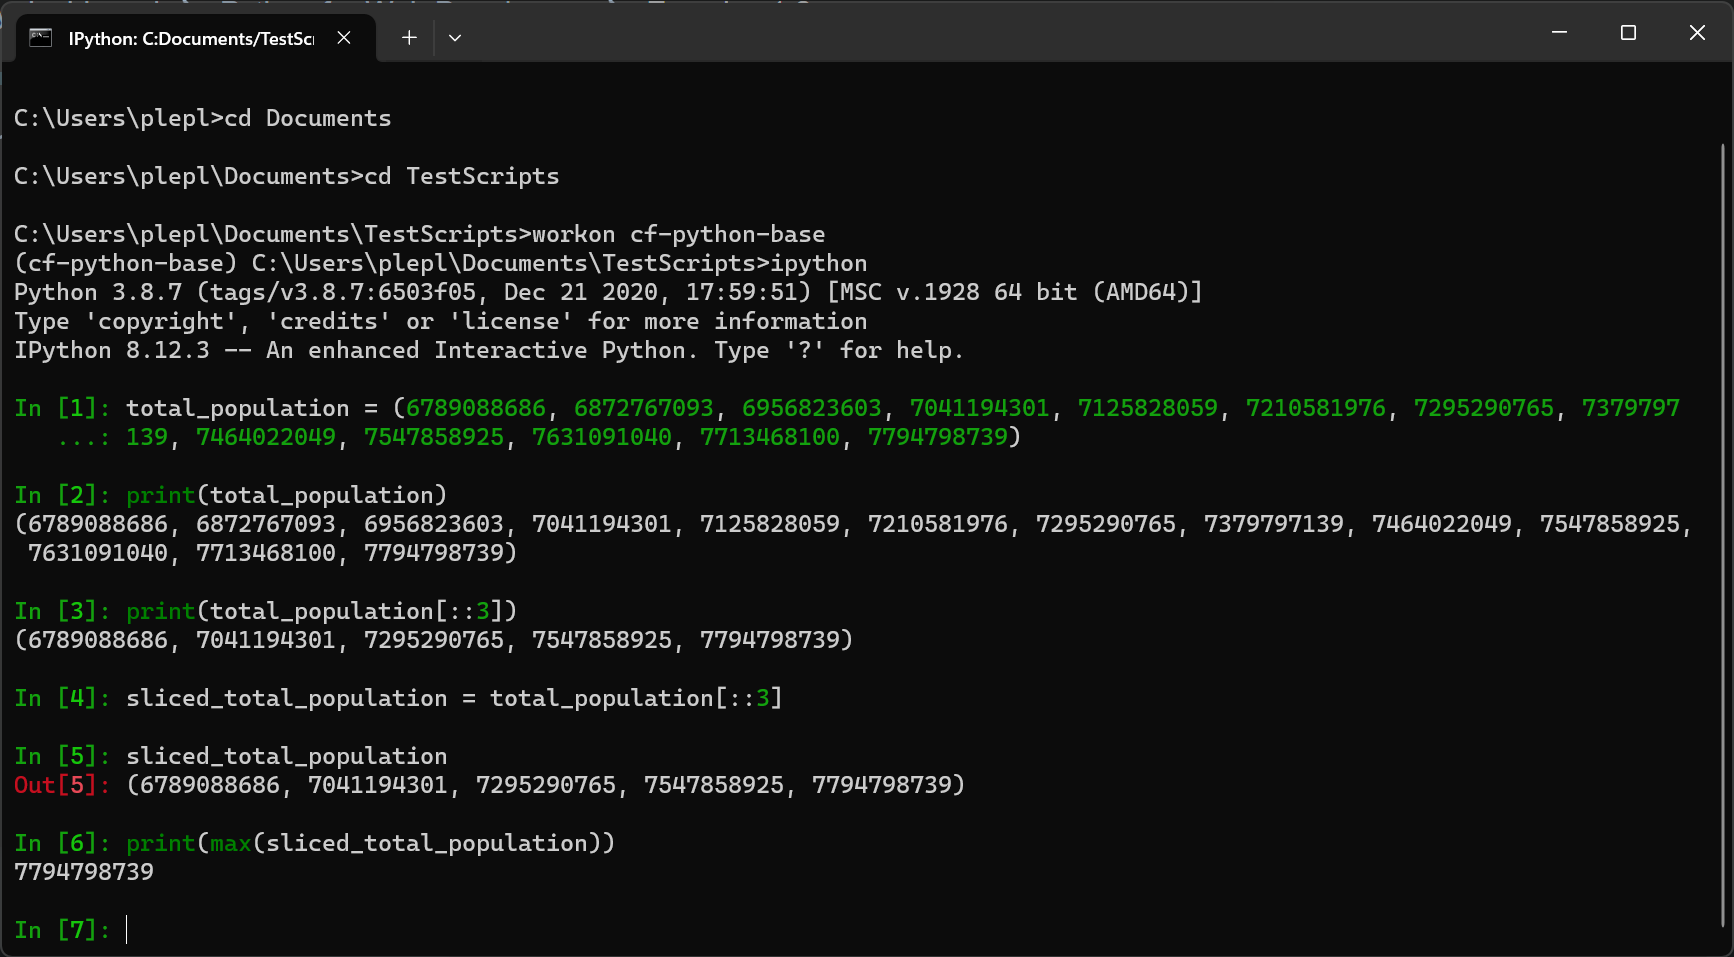 IPython: C:Documents/TestScr
C:\Users\plepl>cd Documents
C:\Users\plepl\Documents>cd TestScripts
C:\Users\plepl\Documents\TestScripts>workon cf-python-base
(cf-python-base) C:\Users\plepl\Documents\TestScripts>ipython
Python 3.8.7 (tags/v3.8.7:6503f05, Dec 21 2020, 17:59:51) [MSC v.1928 64 bit (AMD64)]
Type 'copyright', 'credits' or 'license' for more information
IPython 8.12.3 -- An enhanced Interactive Python. Type '?' for help.
In [1]: total_population = (6789088686, 6872767093, 6956823603, 7041194301, 7125828059, 7210581976, 7295290765, 7379797
   ...: 139, 7464022049, 7547858925, 7631091040, 7713468100, 7794798739)
In [2]: print(total_population)
(6789088686, 6872767093, 6956823603, 7041194301, 7125828059, 7210581976, 7295290765, 7379797139, 7464022049, 7547858925,
 7631091040, 7713468100, 7794798739)
In [3]: print(total_population[::3])
(6789088686, 7041194301, 7295290765, 7547858925, 7794798739)
In [4]: sliced_total_population = total_population[::3]
In [5]: sliced_total_population
Out[5]: (6789088686, 7041194301, 7295290765, 7547858925, 7794798739)
In [6]: print(max(sliced_total_population))
7794798739
In [7]: